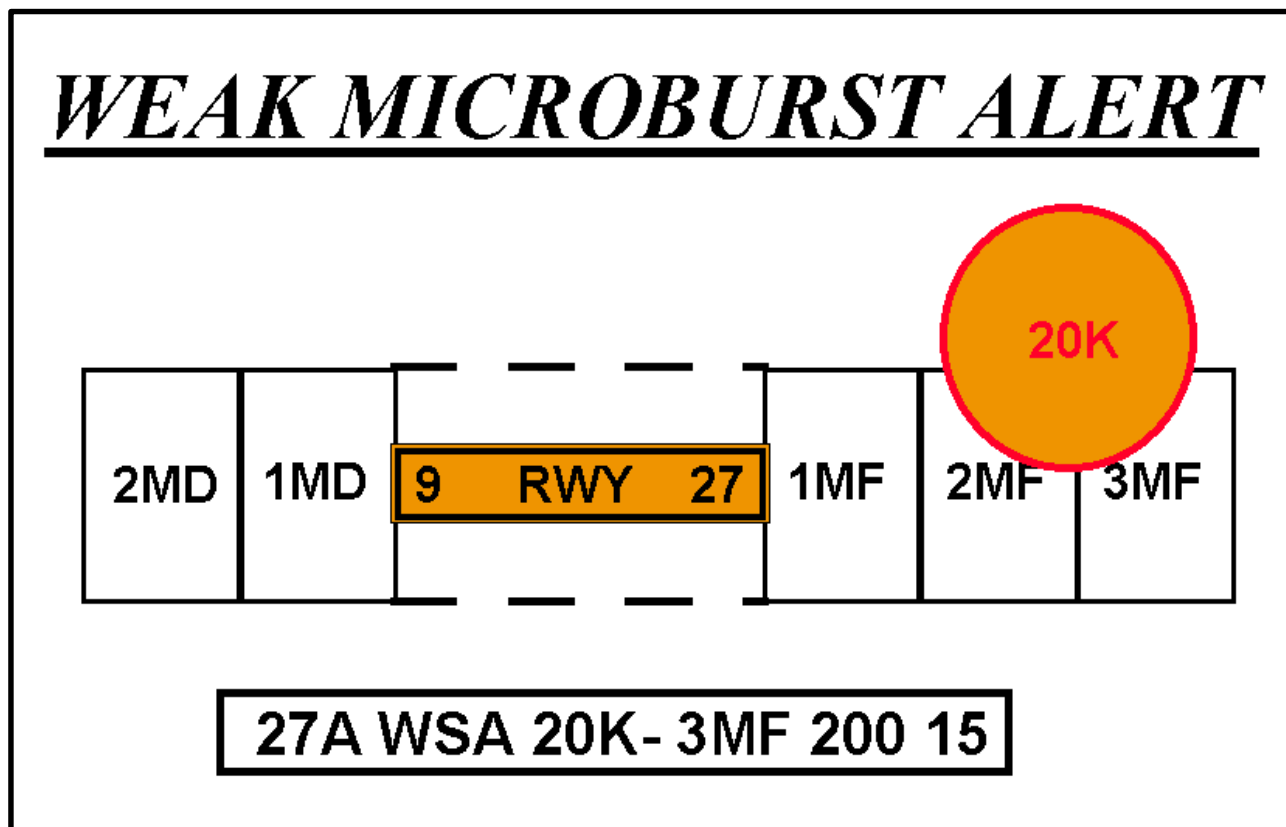 WEAK MICROBURST ALERT
20K
2MD 1MD 9 RWY 27 1MF 2MF 3MF
27A WSA 20K- 3MF 200 15